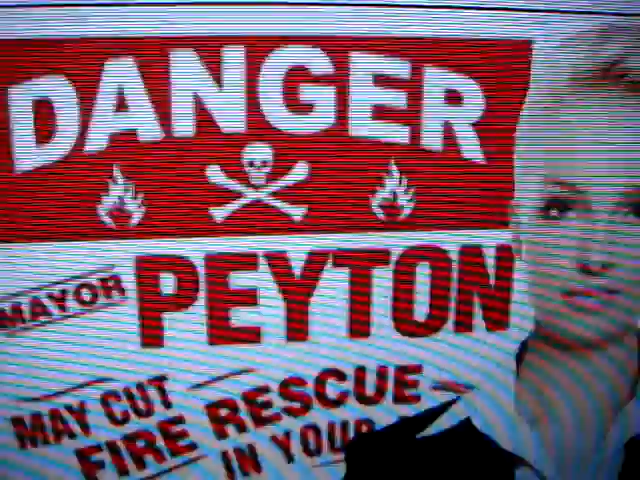 DANGER
MAYOR PEYTON
MAY CUT
FIRE RESCUE
IN YOUR